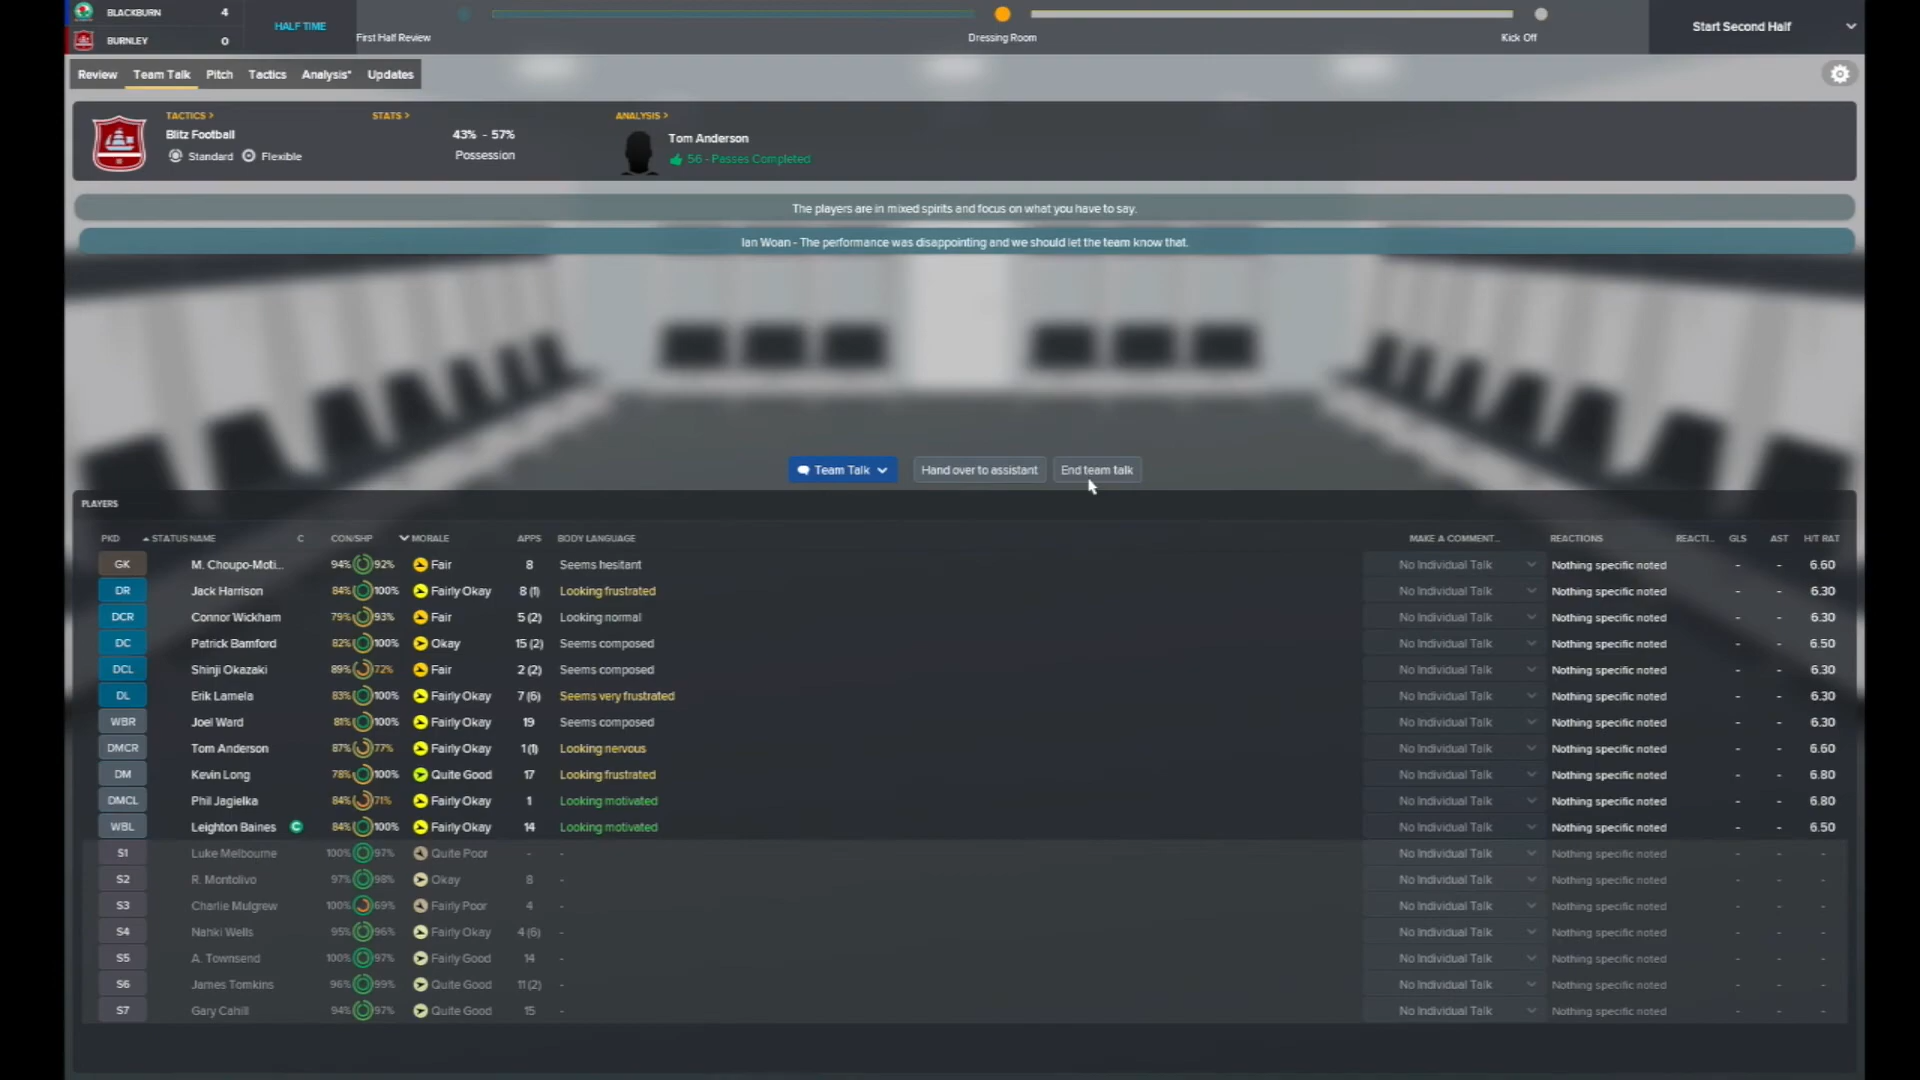 BLACKBURN 4
BURNLEY 0
HALF TIME
First Half Review
Dressing Room
Kick Off
Start Second Half
Review Team Talk Pitch Tactics Analysis* Updates
TACTICS >
Blitz Football
Standard Flexible
STATS >
43% - 57%
Possession
ANALYSIS >
Tom Anderson
56 - Passes Completed
The players are in mixed spirits and focus on what you have to say.
Ian Woan - The performance was disappointing and we should let the team know that.
Team Talk Hand over to assistant End team talk
PLAYERS
PKD STATUS NAME C CON/SHP MORALE APPS BODY LANGUAGE MAKE A COMMENT... REACTIONS REACTI... GLS AST H/T RAT
GK M. Choupo-Moti... 94% 92% Fair 8 Seems hesitant No Individual Talk Nothing specific noted - - 6.60
DR Jack Harrison 84% 100% Fairly Okay 8 (1) Looking frustrated No Individual Talk Nothing specific noted - - 6.30
DCR Connor Wickham 79% 93% Fair 5 (2) Looking normal No Individual Talk Nothing specific noted - - 6.30
DC Patrick Bamford 82% 100% Okay 15 (2) Seems composed No Individual Talk Nothing specific noted - - 6.50
DCL Shinji Okazaki 89% 72% Fair 2 (2) Seems composed No Individual Talk Nothing specific noted - - 6.30
DL Erik Lamela 83% 100% Fairly Okay 7 (6) Seems very frustrated No Individual Talk Nothing specific noted - - 6.30
WBR Joel Ward 81% 100% Fairly Okay 19 Seems composed No Individual Talk Nothing specific noted - - 6.30
DMCR Tom Anderson 87% 77% Fairly Okay 1 (1) Looking nervous No Individual Talk Nothing specific noted - - 6.60
DM Kevin Long 78% 100% Quite Good 17 Looking frustrated No Individual Talk Nothing specific noted - - 6.80
DMCL Phil Jagielka 84% 71% Fairly Okay 1 Looking motivated No Individual Talk Nothing specific noted - - 6.80
WBL Leighton Baines C 84% 100% Fairly Okay 14 Looking motivated No Individual Talk Nothing specific noted - - 6.50
S1 Luke Melbourne 100% 97% Quite Poor - - No Individual Talk Nothing specific noted - - -
S2 R. Montolivo 97% 98% Okay 8 - No Individual Talk Nothing specific noted - - -
S3 Charlie Mulgrew 100% 69% Fairly Poor 4 - No Individual Talk Nothing specific noted - - -
S4 Nahki Wells 95% 96% Fairly Okay 4 (6) - No Individual Talk Nothing specific noted - - -
S5 A. Townsend 100% 97% Fairly Good 14 - No Individual Talk Nothing specific noted - - -
S6 James Tomkins 96% 99% Quite Good 11 (2) - No Individual Talk Nothing specific noted - - -
S7 Gary Cahill 94% 97% Quite Good 15 - No Individual Talk Nothing specific noted - - -